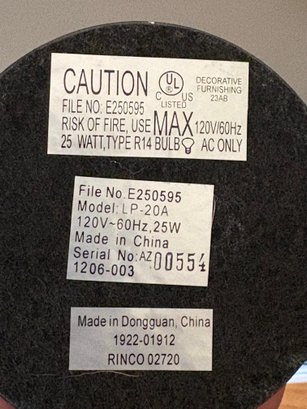 CAUTION UL C US LISTED DECORATIVE FURNISHING 23AB
FILE NO: E250595
RISK OF FIRE, USE MAX 120V/60Hz
25 WATT,TYPE R14 BULB AC ONLY
File No.E250595
Model: LP-20A
120V~60Hz,25W
Made in China
Serial No: AZ 00554
1206-003
Made in Dongguan, China
1922-01912
RINCO 02720